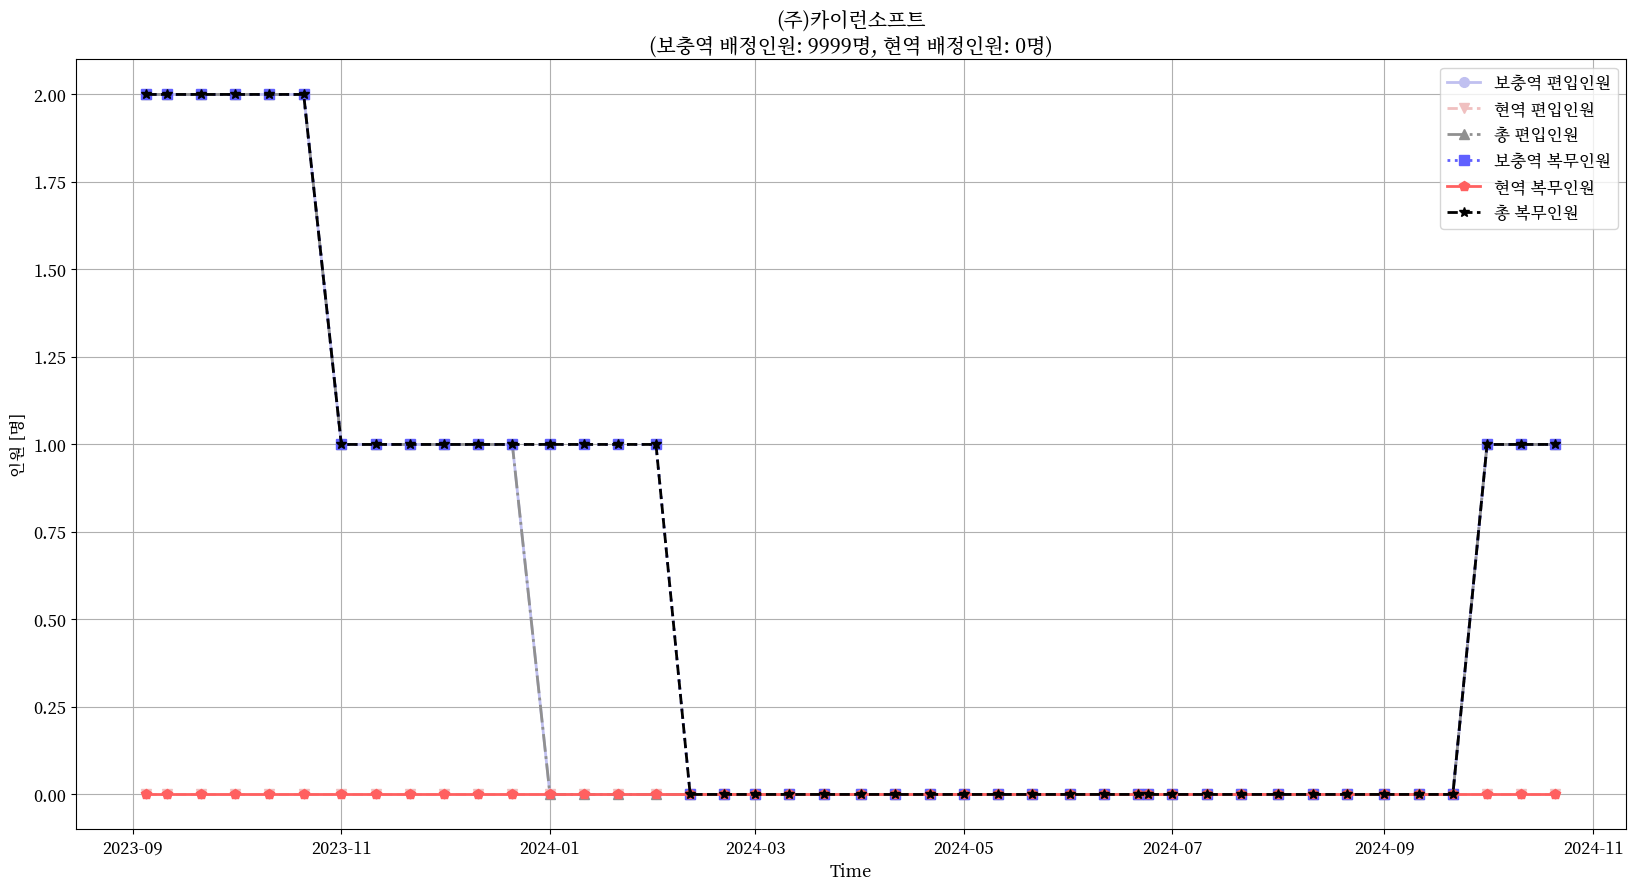 (주)카이런소프트
(보충역 배정인원: 9999명, 현역 배정인원: 0명)
2.00
1.75
1.50
1.25
1.00
0.75
0.50
0.25
0.00
인원 [명]
보충역 편입인원
현역 편입인원
총 편입인원
보충역 복무인원
현역 복무인원
총 복무인원
2023-09 2023-11 2024-01 2024-03 2024-05 2024-07 2024-09 2024-11
Time